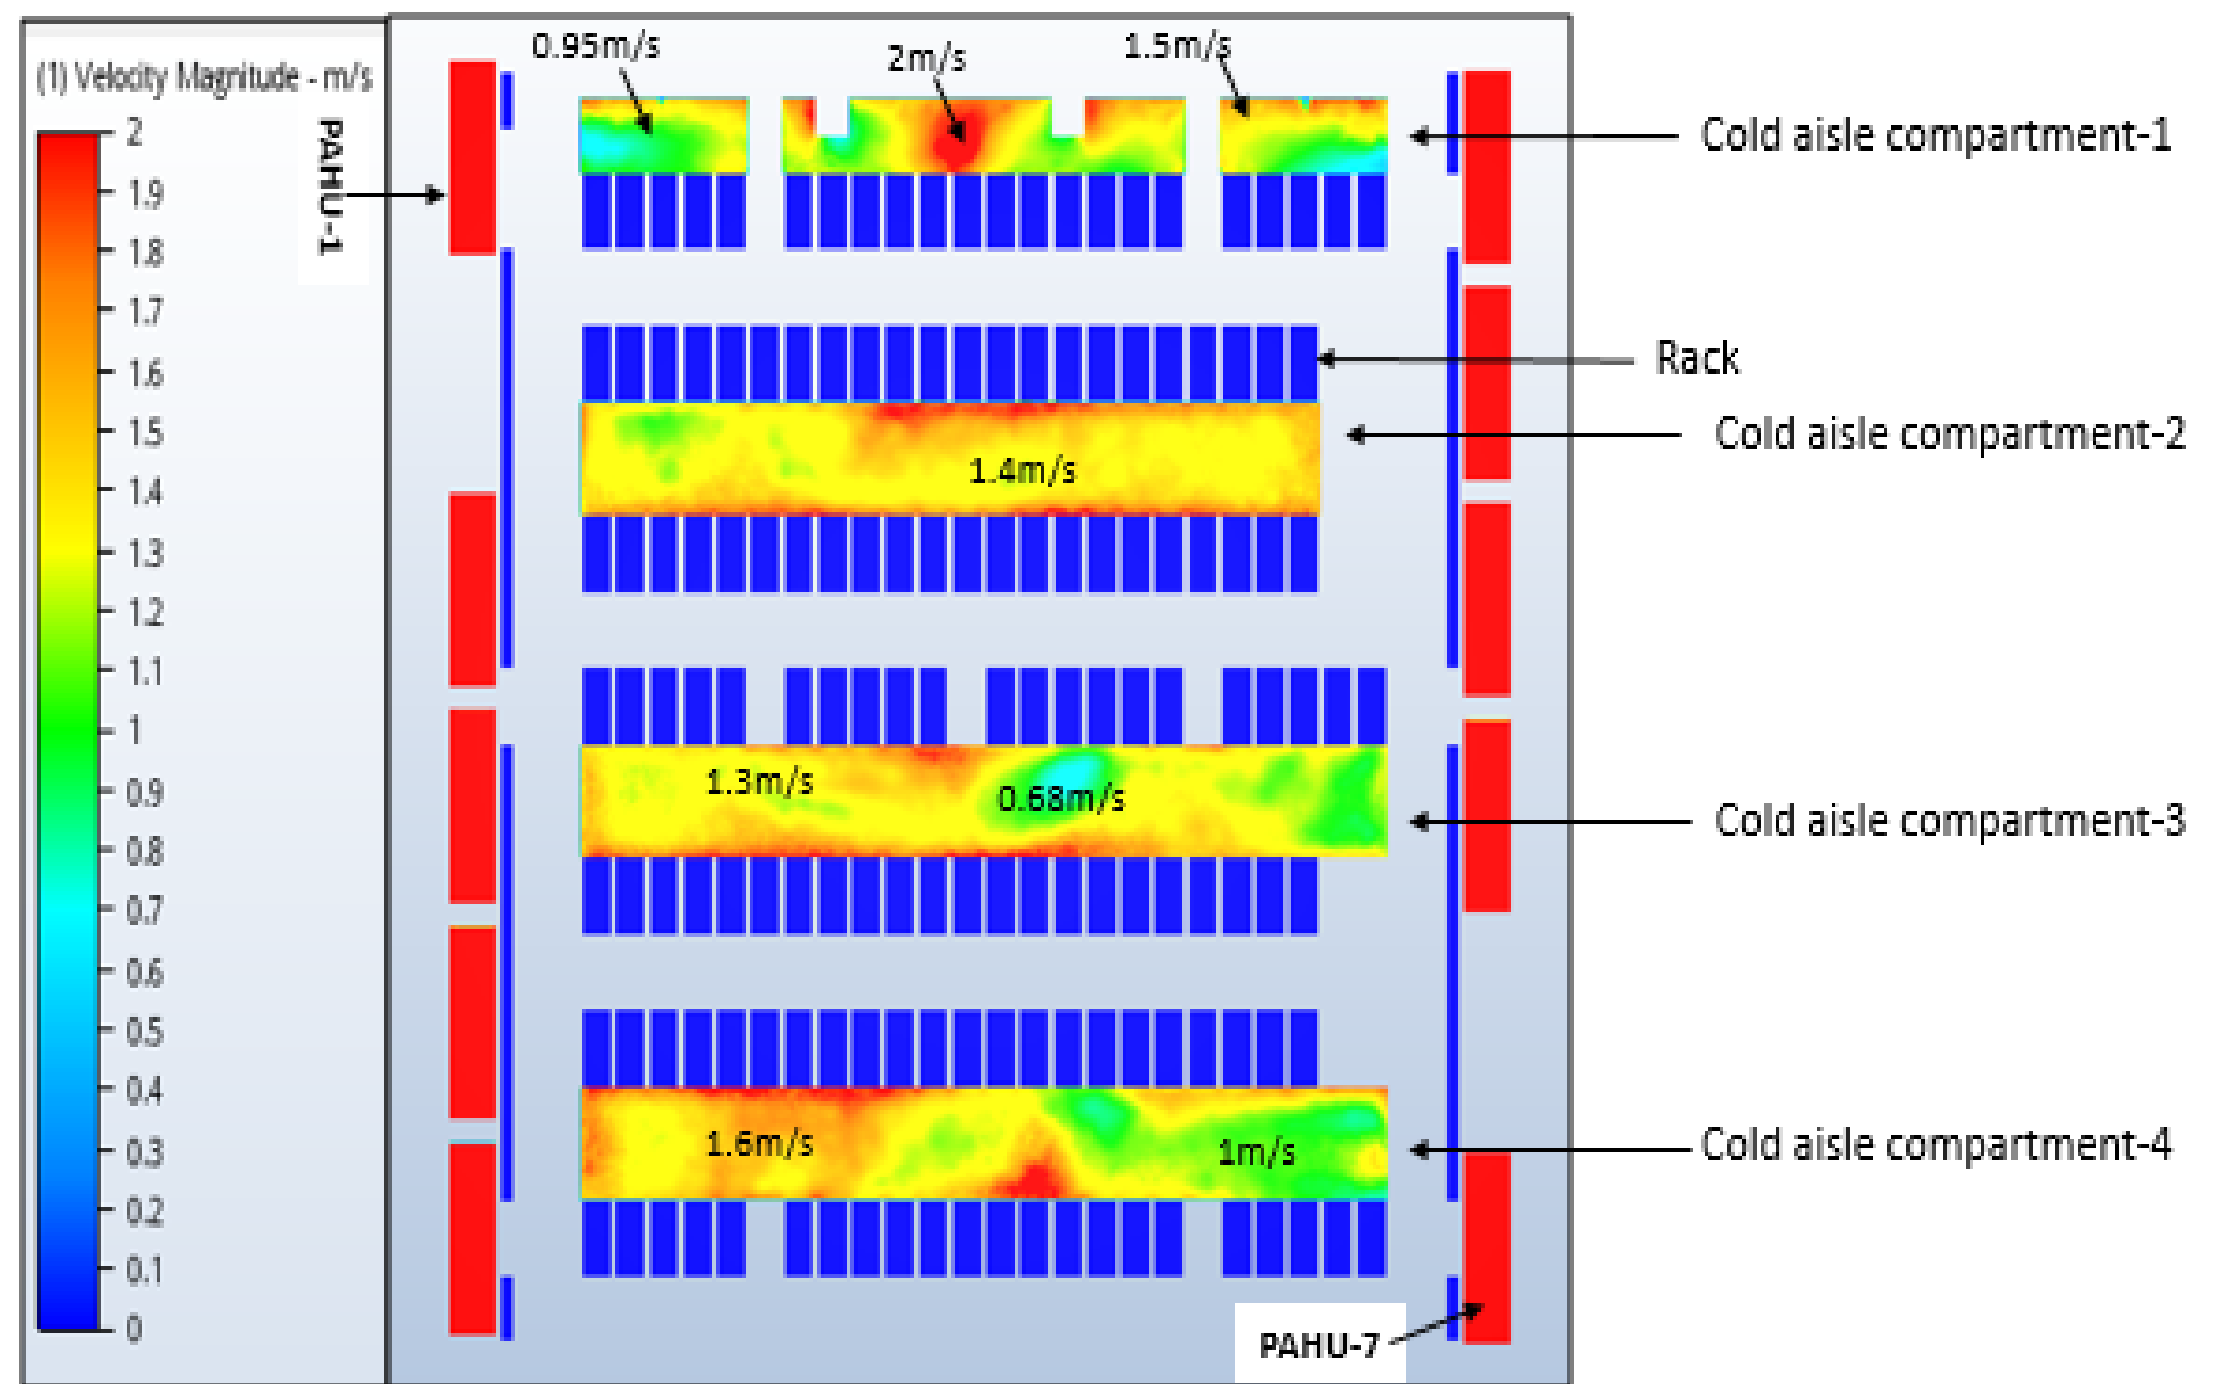 (1) Velocity Magnitude - m/s
2
1.9
1.8
1.7
1.6
1.5
1.4
1.3
1.2
1.1
1
0.9
0.8
0.7
0.6
0.5
0.4
0.3
0.2
0.1
0
PAHU-1
0.95m/s
2m/s
1.5m/s
Cold aisle compartment-1
Rack
Cold aisle compartment-2
1.4m/s
1.3m/s
0.68m/s
Cold aisle compartment-3
1.6m/s
1m/s
Cold aisle compartment-4
PAHU-7